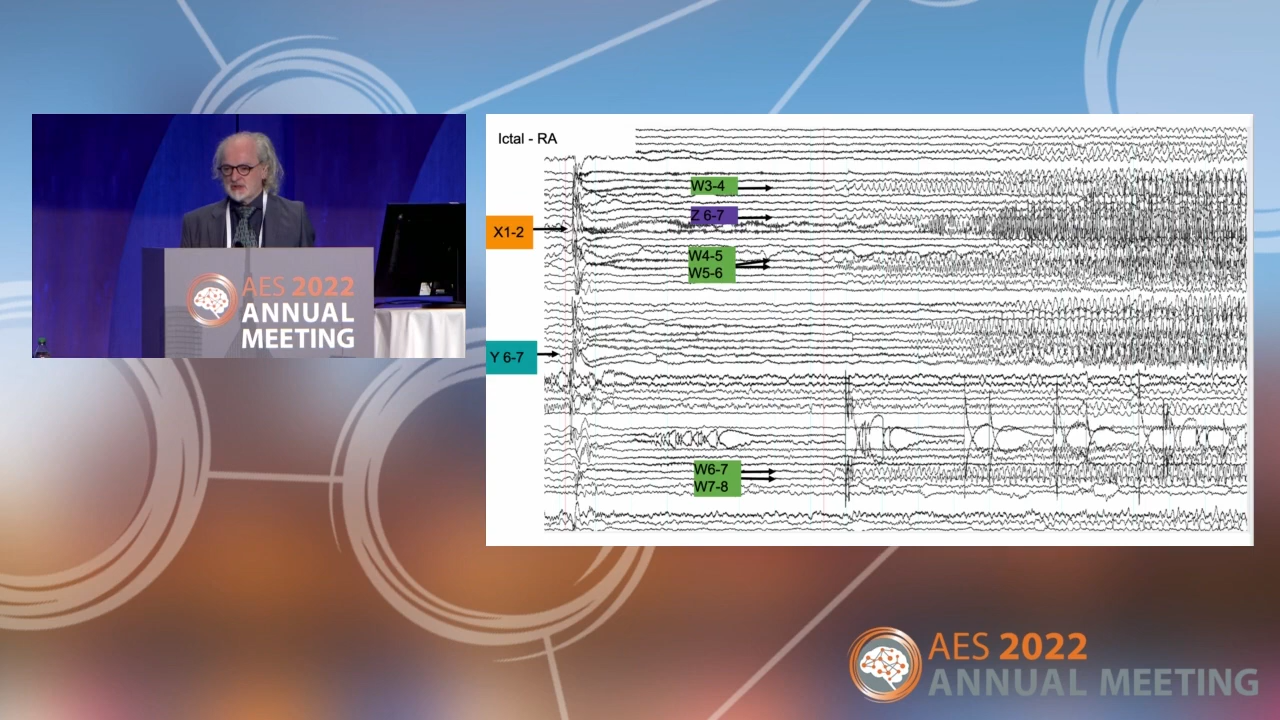 AES 2022
ANNUAL
MEETING
Ictal - RA
W3-4
Z 6-7
X1-2
W4-5
W5-6
Y 6-7
W6-7
W7-8
AES 2022
ANNUAL MEETING